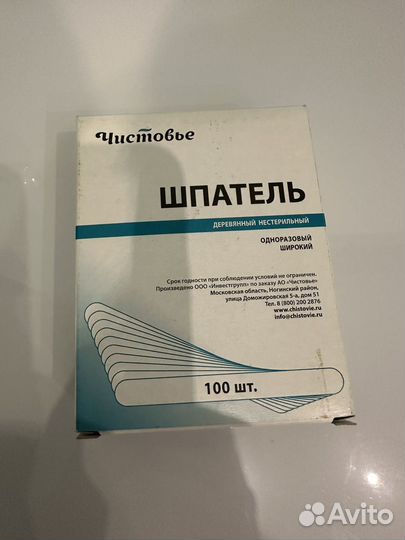 Чистовье
ШПАТЕЛЬ
ДЕРЕВЯННЫЙ НЕСТЕРИЛЬНЫЙ
ОДНОРАЗОВЫЙ
ШИРОКИЙ
Срок годности при соблюдении условий не ограничен.
Произведено ООО «Инвестгрупп» по заказу АО «Чистовье»
Московская область, Ногинский район,
улица Доможировская 5-а, дом 51
Тел. 8 (800) 200 2876
www.chistovie.ru
info@chistovie.ru
100 шт.
Avito